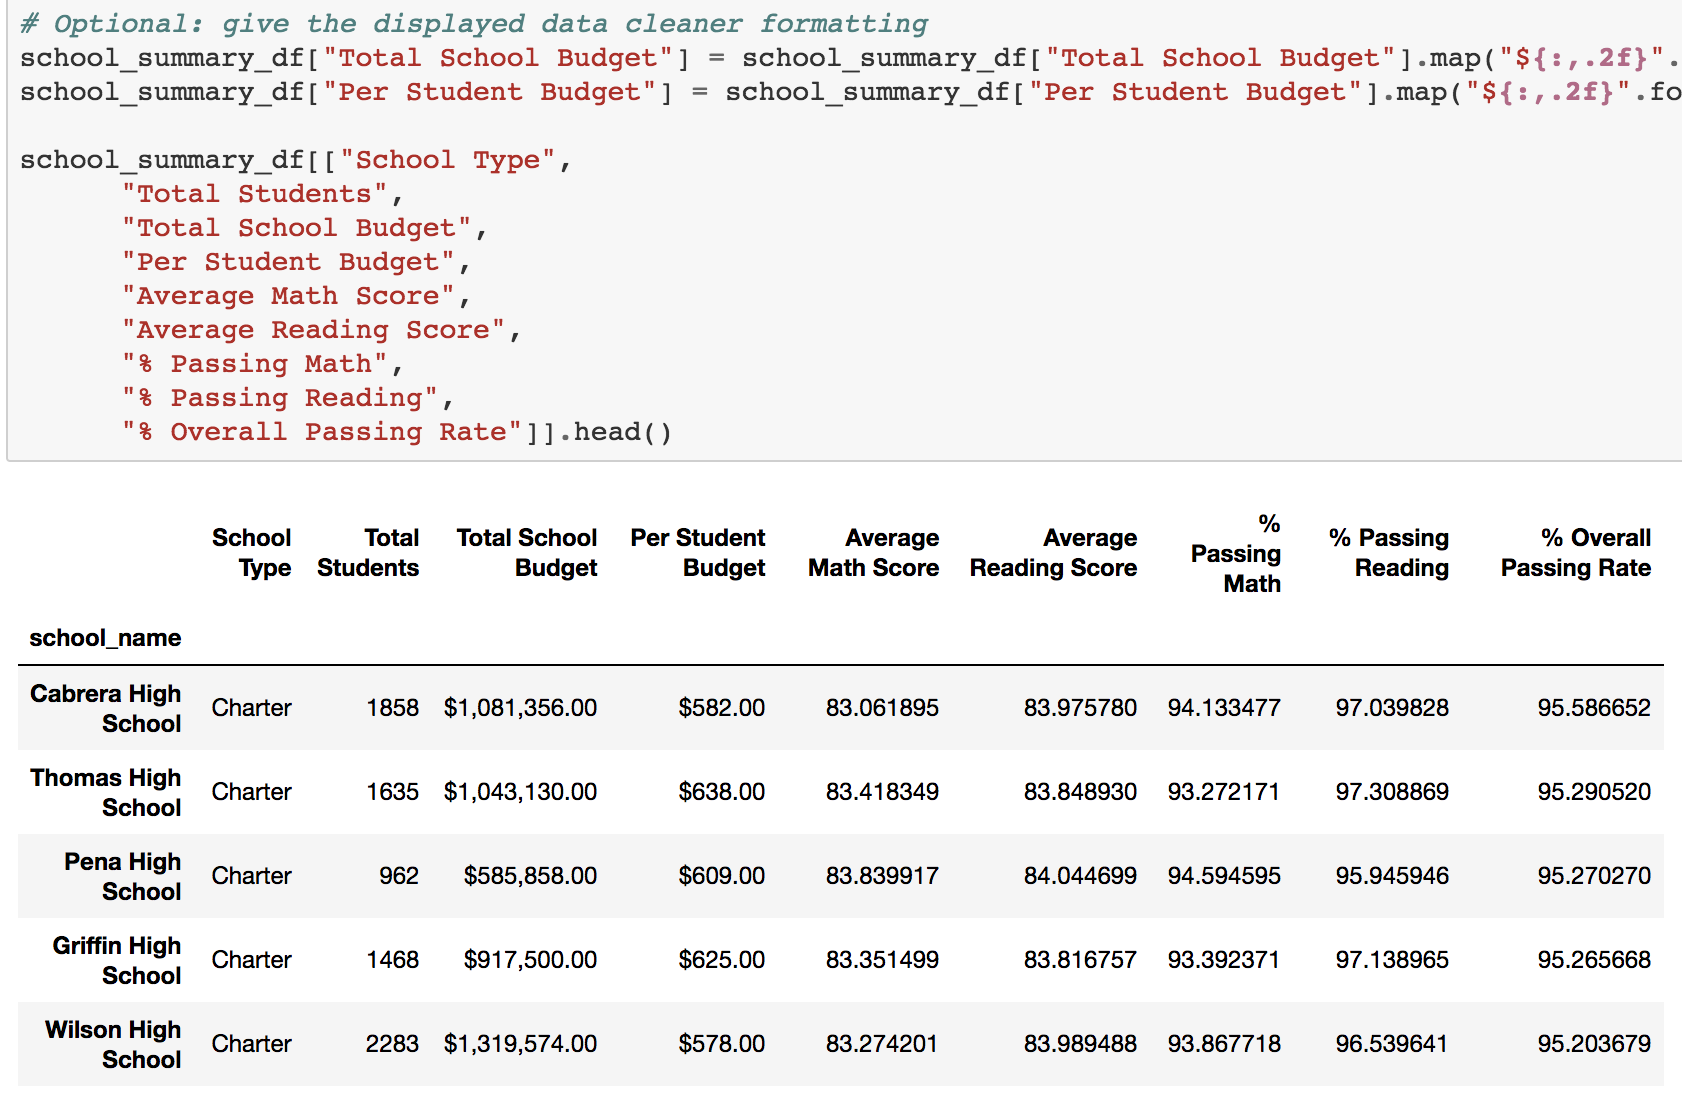 # Optional: give the displayed data cleaner formatting
school_summary_df["Total School Budget"] = school_summary_df["Total School Budget"].map("${:,.2f}".
school_summary_df["Per Student Budget"] = school_summary_df["Per Student Budget"].map("${:,.2f}".fo
school_summary_df[["School Type",
"Total Students",
"Total School Budget",
"Per Student Budget",
"Average Math Score",
"Average Reading Score",
"% Passing Math",
"% Passing Reading",
"% Overall Passing Rate"]].head()
School Type Total Students Total School Budget Per Student Budget Average Math Score Average Reading Score % Passing Math % Passing Reading % Overall Passing Rate
school_name
Cabrera High School Charter 1858 $1,081,356.00 $582.00 83.061895 83.975780 94.133477 97.039828 95.586652
Thomas High School Charter 1635 $1,043,130.00 $638.00 83.418349 83.848930 93.272171 97.308869 95.290520
Pena High School Charter 962 $585,858.00 $609.00 83.839917 84.044699 94.594595 95.945946 95.270270
Griffin High School Charter 1468 $917,500.00 $625.00 83.351499 83.816757 93.392371 97.138965 95.265668
Wilson High School Charter 2283 $1,319,574.00 $578.00 83.274201 83.989488 93.867718 96.539641 95.203679